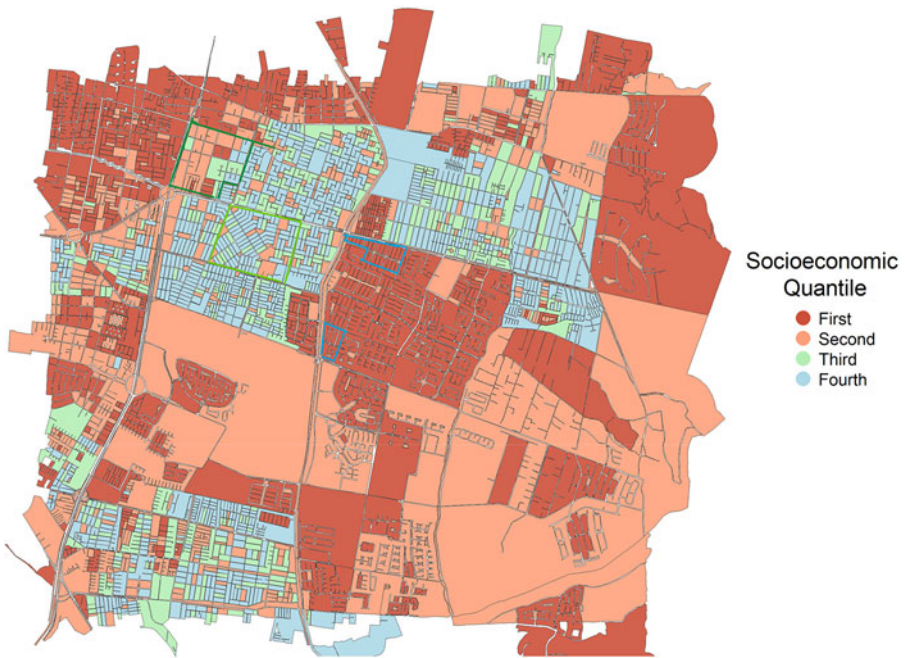 Socioeconomic
Quantile
First
Second
Third
Fourth